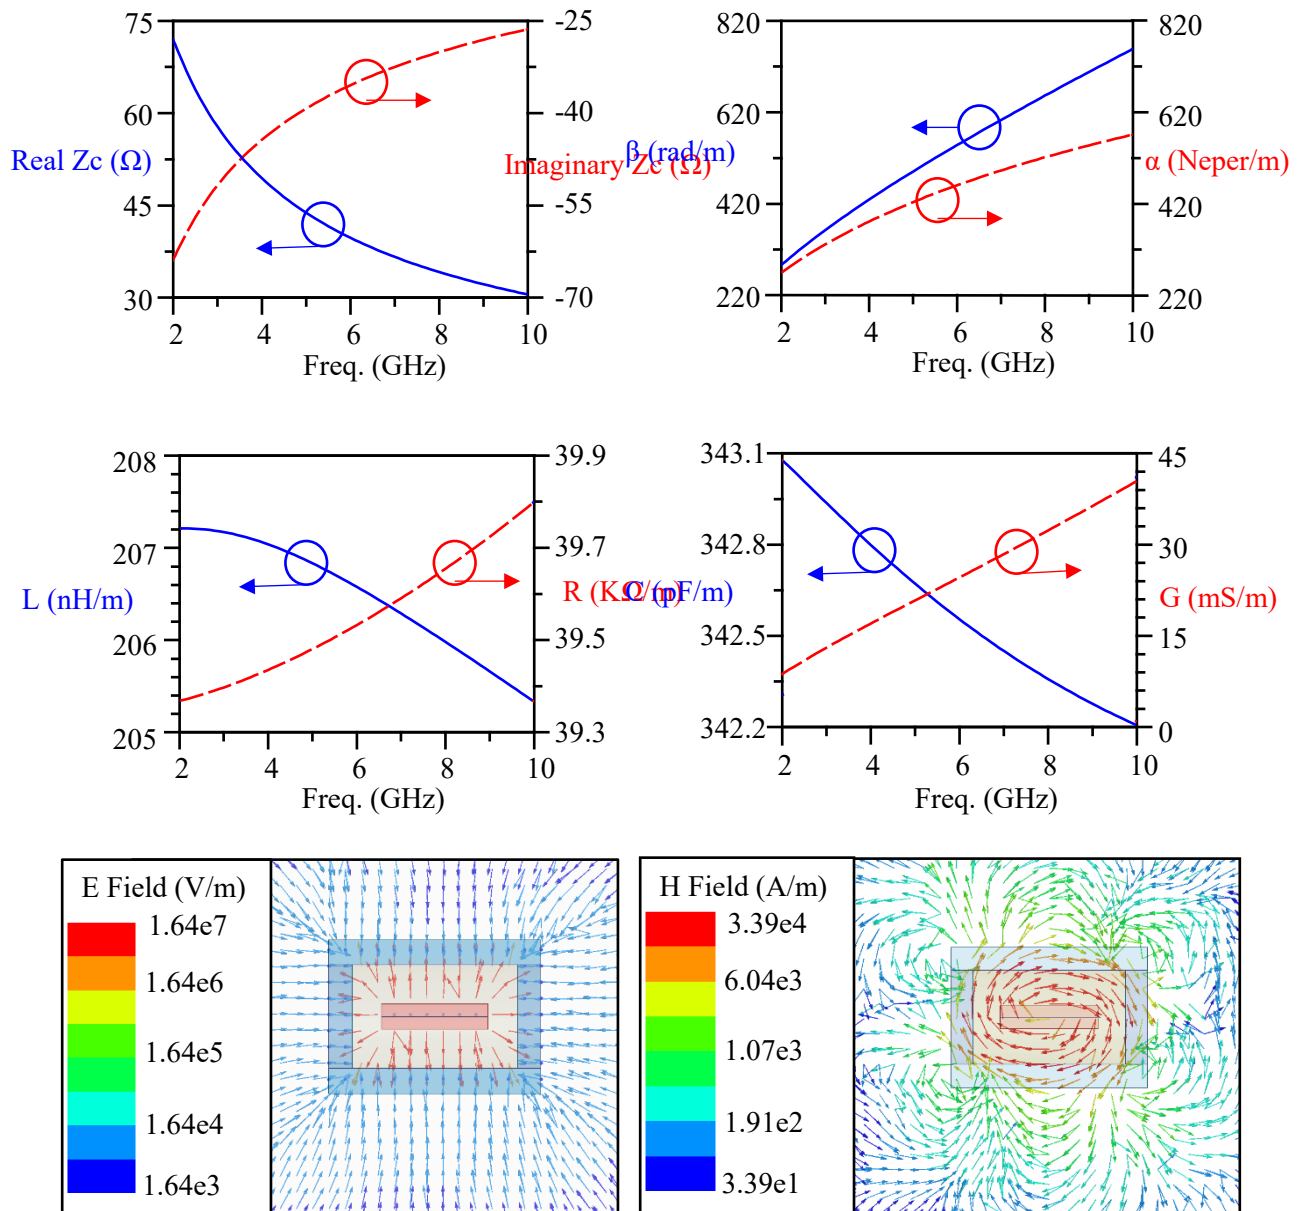 75
60
45
30
Real Zc (Ω)
-25
-40
-55
-70
Imaginary Zc (Ω)
2
4
6
8
10
Freq. (GHz)
820
620
420
220
β (rad/m)
820
620
420
220
α (Neper/m)
2
4
6
8
10
Freq. (GHz)
208
207
206
205
L (nH/m)
39.9
39.7
39.5
39.3
R (KΩ/m)
2
4
6
8
10
Freq. (GHz)
343.1
342.8
342.5
342.2
C (pF/m)
45
30
15
0
G (mS/m)
2
4
6
8
10
Freq. (GHz)
E Field (V/m)
1.64e7
1.64e6
1.64e5
1.64e4
1.64e3
H Field (A/m)
3.39e4
6.04e3
1.07e3
1.91e2
3.39e1